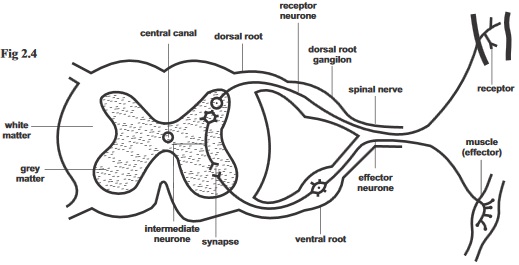 receptor
neurone
central canal
dorsal root
Fig 2.4
dorsal root
gangilon
spinal nerve
receptor
white
matter
muscle
(effector)
grey
matter
effector
neurone
intermediate
neurone
synapse
ventral root